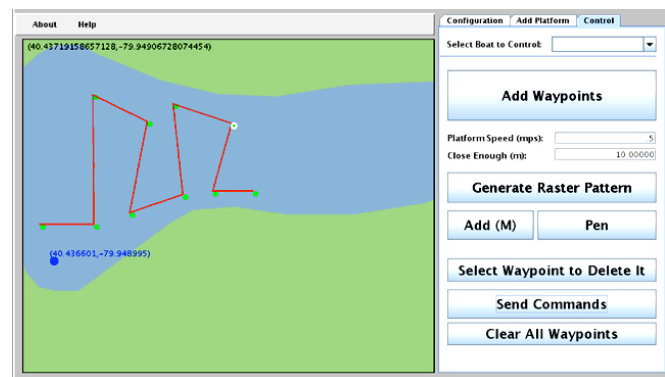 About Help
Configuration Add Platform Control
(40.43719158657128,-79.94906728074454)
Select Boat to Control:
Add Waypoints
Platform Speed (mps): 5
Close Enough (m): 10.00000
Generate Raster Pattern
Add (M) Pen
(40.436601,-79.948995)
Select Waypoint to Delete It
Send Commands
Clear All Waypoints